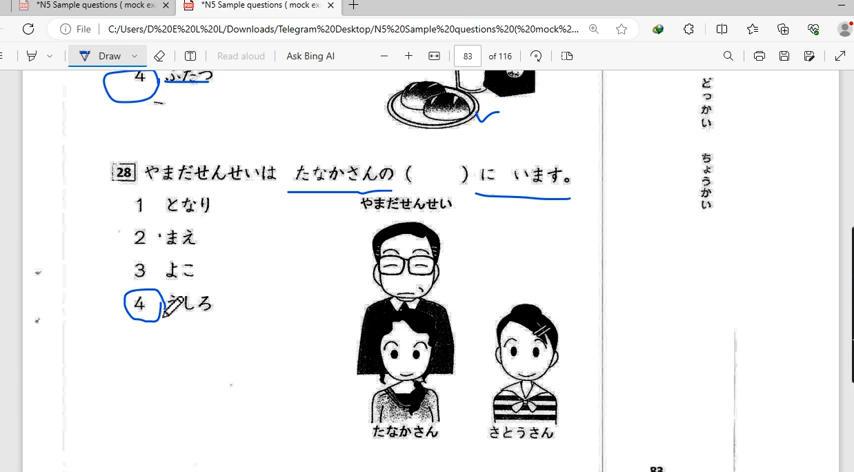 *N5 Sample questions ( mock ex
*N5 Sample questions ( mock ex
File
C:/Users/D%20E%20L%20L/Downloads/Telegram%20Desktop/N5%20Sample%20questions%20(%20mock%2...
Draw
Read aloud
Ask Bing AI
83
of 116
4 ふたつ
28 やまだせんせいは たなかさんの ( ) に います。
1 となり
2 まえ
3 よこ
4 うしろ
やまだせんせい
たなかさん
さとうさん
どっかい ちょうかい
83